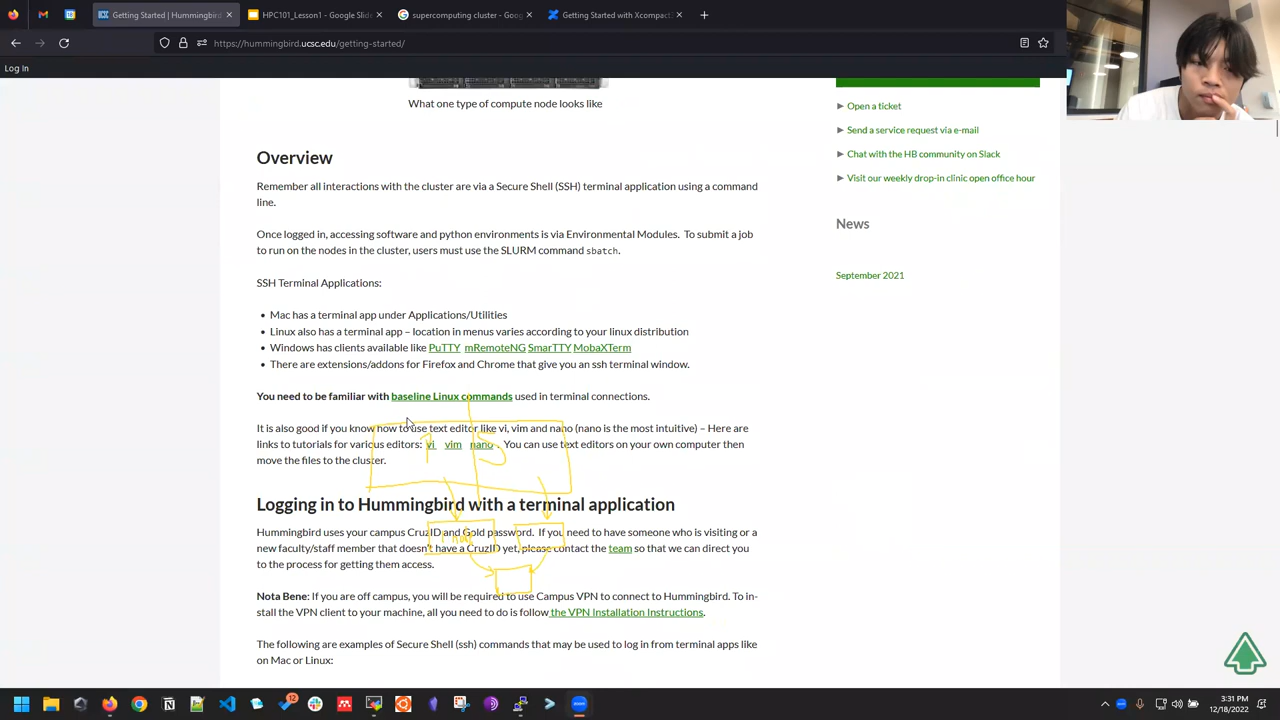 Getting Started | Hummingbird
HPC101_Lesson1 - Google Slide
supercomputing cluster - Goog
Getting Started with Xcompact
https://hummingbird.ucsc.edu/getting-started/
Log In
What one type of compute node looks like
Overview
Remember all interactions with the cluster are via a Secure Shell (SSH) terminal application using a command
line.
Once logged in, accessing software and python environments is via Environmental Modules. To submit a job
to run on the nodes in the cluster, users must use the SLURM command sbatch.
SSH Terminal Applications:
• Mac has a terminal app under Applications/Utilities
• Linux also has a terminal app – location in menus varies according to your linux distribution
• Windows has clients available like PuTTY mRemoteNG SmarTTY MobaXTerm
• There are extensions/addons for Firefox and Chrome that give you an ssh terminal window.
You need to be familiar with baseline Linux commands used in terminal connections.
It is also good if you know how to use text editor like vi, vim and nano (nano is the most intuitive) – Here are
links to tutorials for various editors: vi vim nano . You can use text editors on your own computer then
move the files to the cluster.
Logging in to Hummingbird with a terminal application
Hummingbird uses your campus CruzID and Gold password. If you need to have someone who is visiting or a
new faculty/staff member that doesn't have a CruzID yet, please contact the team so that we can direct you
to the process for getting them access.
Nota Bene: If you are off campus, you will be required to use Campus VPN to connect to Hummingbird. To in-
stall the VPN client to your machine, all you need to do is follow the VPN Installation Instructions.
The following are examples of Secure Shell (ssh) commands that may be used to log in from terminal apps like
on Mac or Linux:
Open a ticket
Send a service request via e-mail
Chat with the HB community on Slack
Visit our weekly drop-in clinic open office hour
News
September 2021
12
zoom
3:31 PM
12/18/2022